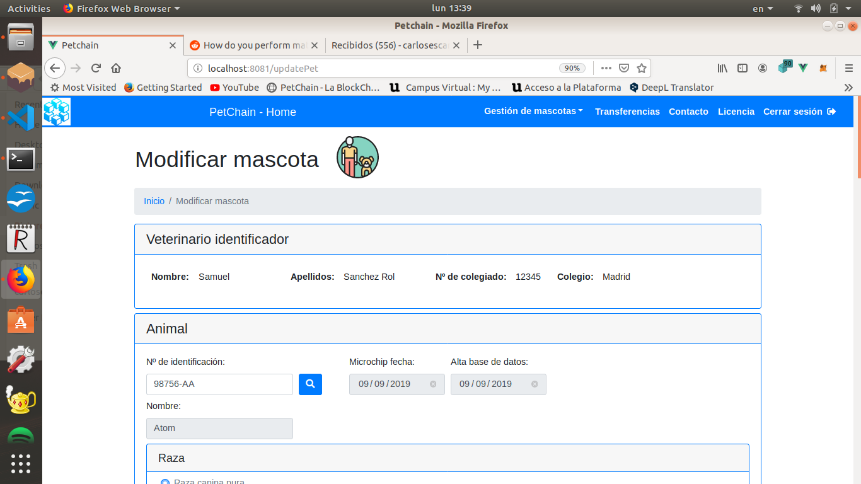 Activities Firefox Web Browser lun 13:39 en
Petchain - Mozilla Firefox
Petchain How do you perform ma Recibidos (556) - carlosesca
localhost:8081/updatePet 90%
Most Visited Getting Started YouTube PetChain - La BlockCh… Campus Virtual : My … Acceso a la Plataforma DeepL Translator
PetChain - Home Gestión de mascotas Transferencias Contacto Licencia Cerrar sesión
Modificar mascota
Inicio / Modificar mascota
Veterinario identificador
Nombre: Samuel Apellidos: Sanchez Rol Nº de colegiado: 12345 Colegio: Madrid
Animal
Nº de identificación: Microchip fecha: Alta base de datos:
98756-AA 09/09/2019 09/09/2019
Nombre:
Atom
Raza
Raza canina pura